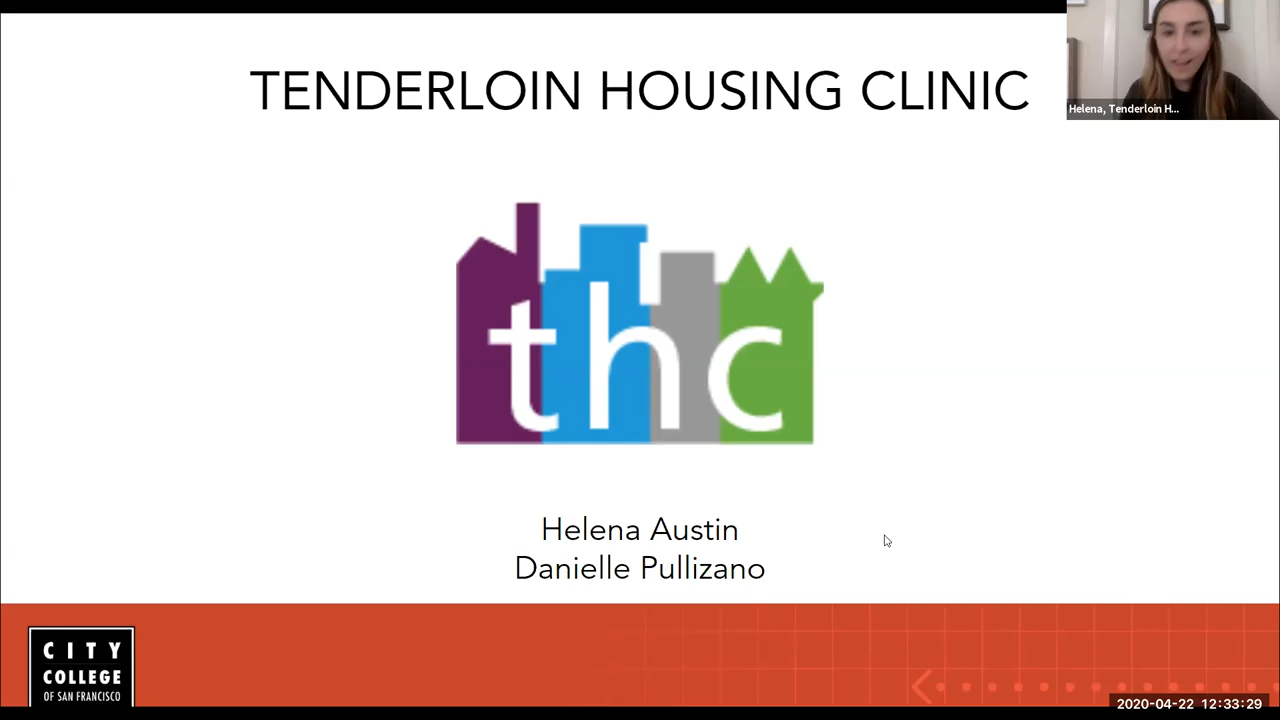 TENDERLOIN HOUSING CLINIC
Helena, Tenderloin H...
thc
Helena Austin
Danielle Pullizano
CITY
COLLEGE
OF SAN FRANCISCO
2020-04-22 12:33:29